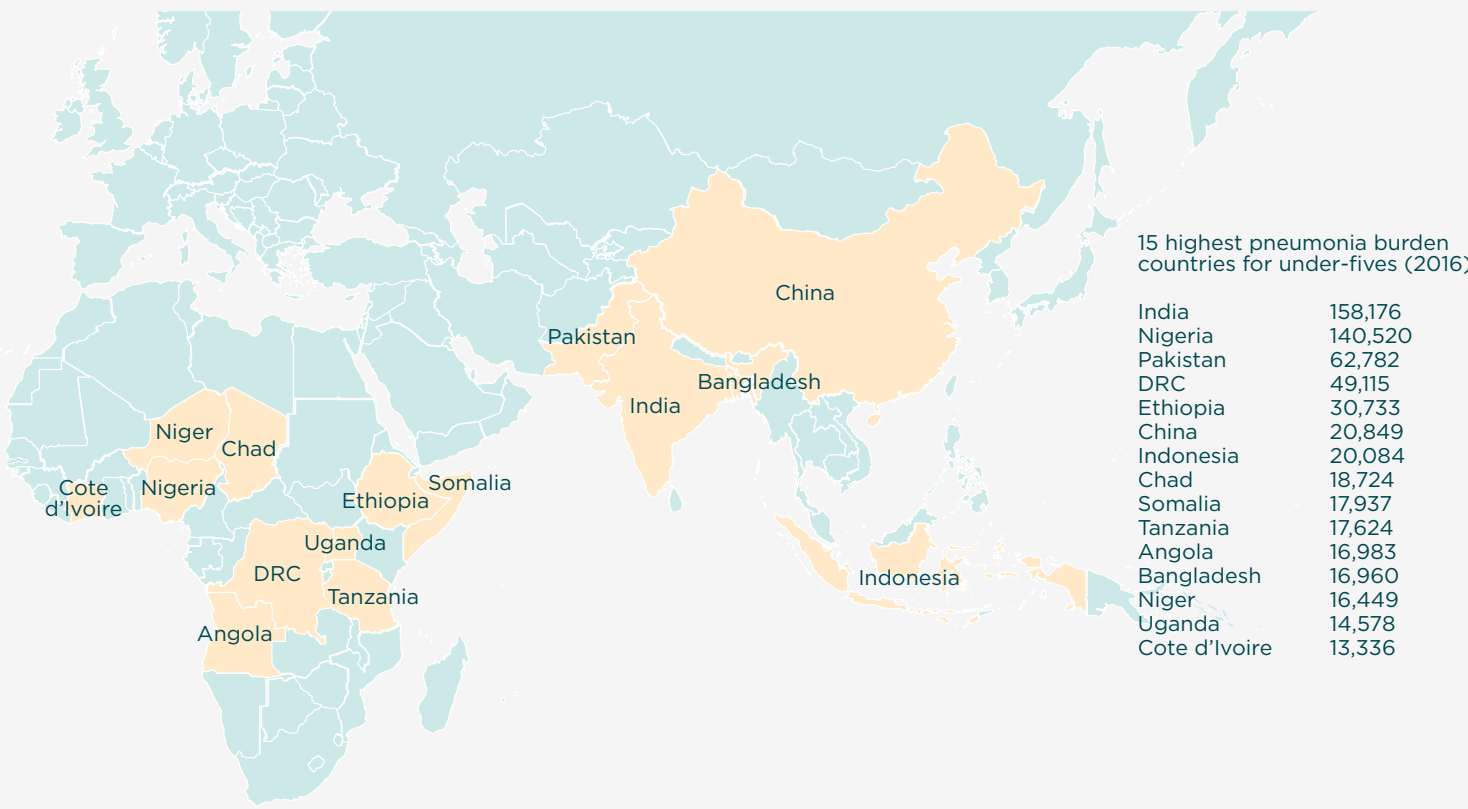 China
Pakistan
Bangladesh
India
Niger
Chad
Cote
d’Ivoire
Nigeria
Somalia
Ethiopia
Uganda
DRC
Tanzania
Angola
Indonesia
15 highest pneumonia burden
countries for under-fives (2016)
India 158,176
Nigeria 140,520
Pakistan 62,782
DRC 49,115
Ethiopia 30,733
China 20,849
Indonesia 20,084
Chad 18,724
Somalia 17,937
Tanzania 17,624
Angola 16,983
Bangladesh 16,960
Niger 16,449
Uganda 14,578
Cote d’Ivoire 13,336